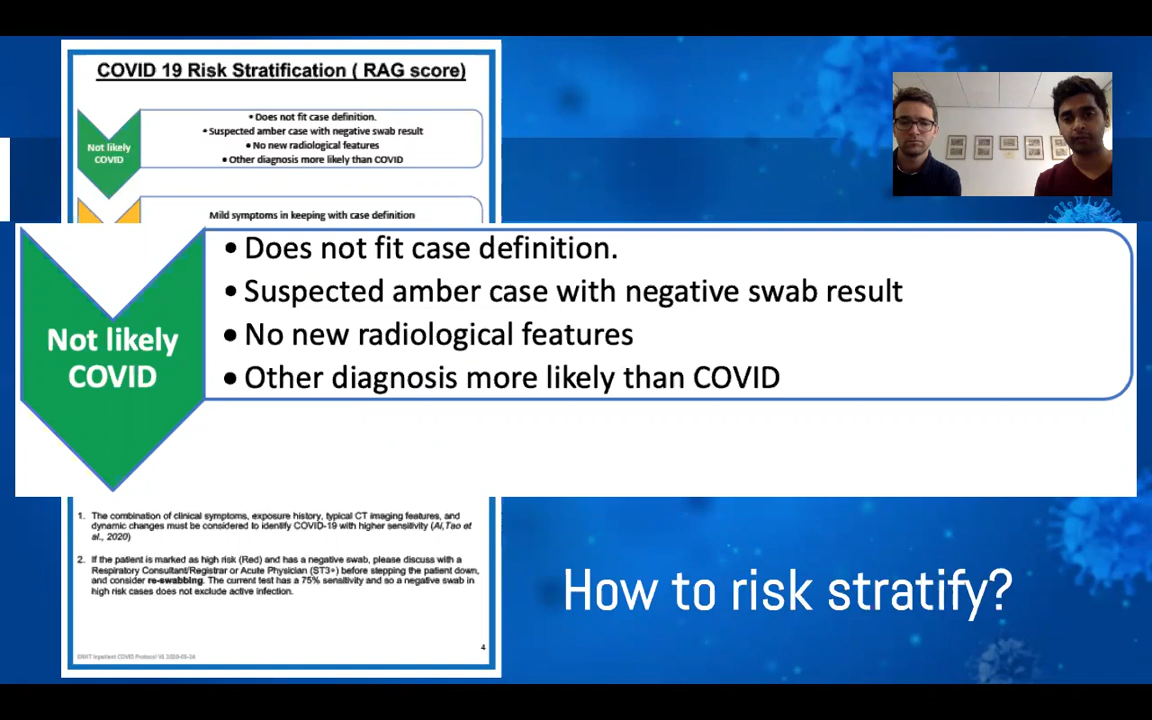 COVID 19 Risk Stratification ( RAG score)
Not likely
COVID
• Does not fit case definition.
• Suspected amber case with negative swab result
• No new radiological features
• Other diagnosis more likely than COVID
Mild symptoms in keeping with case definition
Not likely
COVID
• Does not fit case definition.
• Suspected amber case with negative swab result
• No new radiological features
• Other diagnosis more likely than COVID
1. The combination of clinical symptoms, exposure history, typical CT imaging features, and
dynamic changes must be considered to identify COVID-19 with higher sensitivity (Ai,Tao et
al., 2020)
2. If the patient is marked as high risk (Red) and has a negative swab, please discuss with a
Respiratory Consultant/Registrar or Acute Physician (ST3+) before stepping the patient down,
and consider re-swabbing. The current test has a 75% sensitivity and so a negative swab in
high risk cases does not exclude active infection.
4
Inpatient COVID Protocol
How to risk stratify?